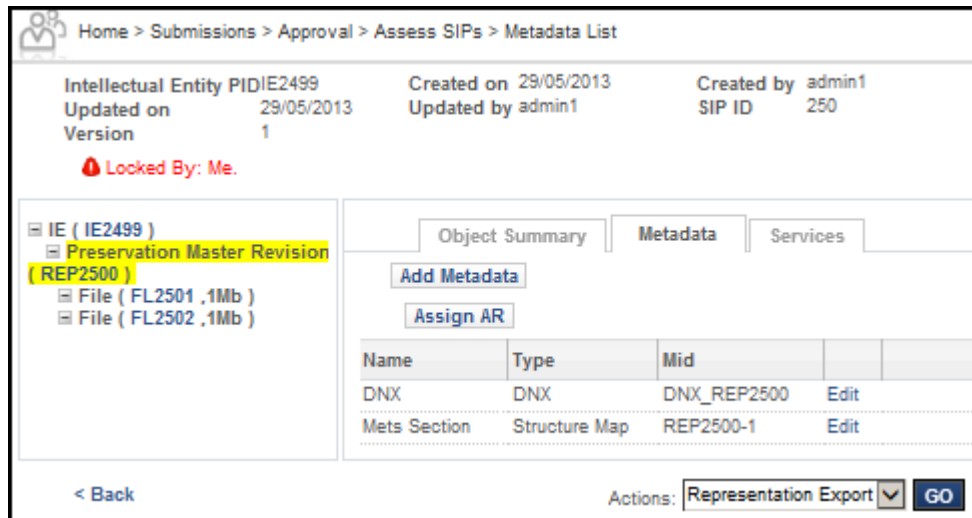 Home > Submissions > Approval > Assess SIPs > Metadata List
Intellectual Entity PIDIE2499 Created on 29/05/2013 Created by admin1
Updated on 29/05/2013 Updated by admin1 SIP ID 250
Version 1
Locked By: Me.
IE ( IE2499 )
Preservation Master Revision
( REP2500 )
File ( FL2501 ,1Mb )
File ( FL2502 ,1Mb )
Object Summary Metadata Services
Add Metadata
Assign AR
Name Type Mid
DNX DNX DNX_REP2500 Edit
Mets Section Structure Map REP2500-1 Edit
< Back Actions: Representation Export GO